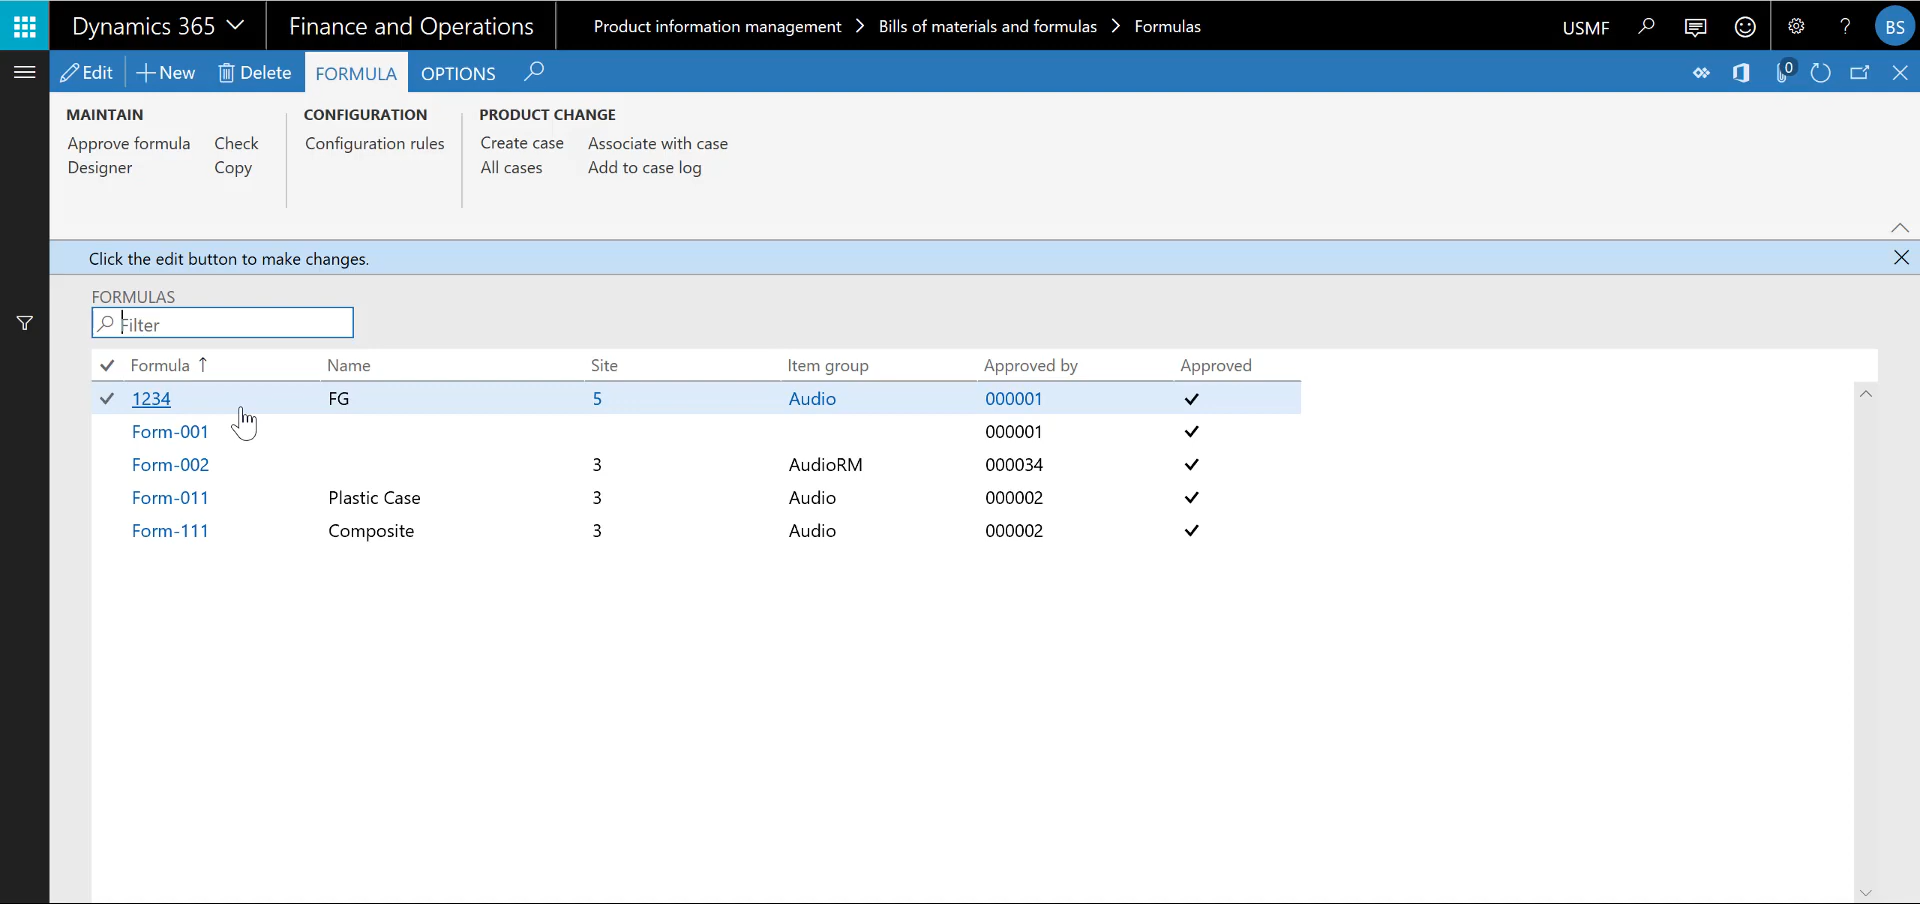 Dynamics 365 Finance and Operations Product information management > Bills of materials and formulas > Formulas USMF ? BS
Edit + New Delete FORMULA OPTIONS 0
MAINTAIN CONFIGURATION PRODUCT CHANGE
Approve formula Check Configuration rules Create case Associate with case
Designer Copy All cases Add to case log
Click the edit button to make changes.
FORMULAS
Filter
Formula ↑ Name Site Item group Approved by Approved
1234 FG 5 Audio 000001
Form-001 000001
Form-002 3 AudioRM 000034
Form-011 Plastic Case 3 Audio 000002
Form-111 Composite 3 Audio 000002